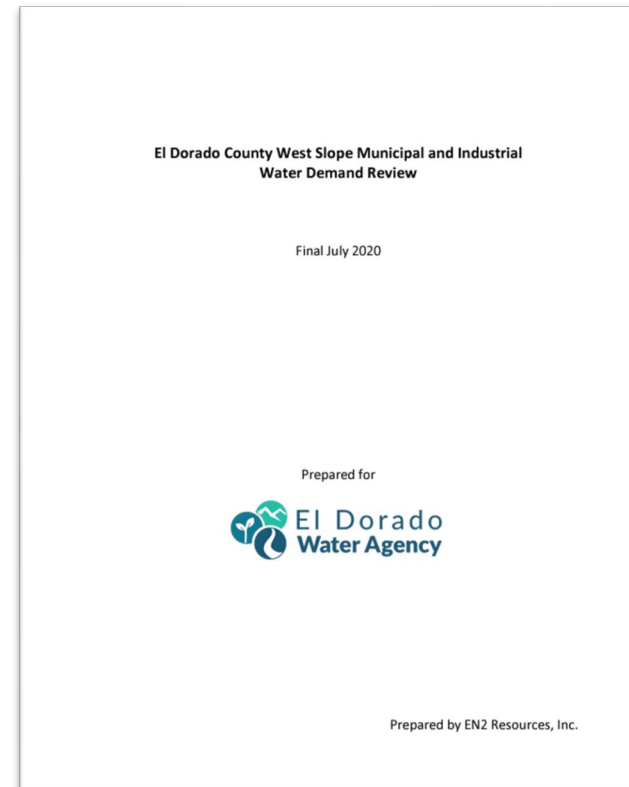 El Dorado County West Slope Municipal and Industrial
Water Demand Review
Final July 2020
Prepared for
El Dorado
Water Agency
Prepared by EN2 Resources, Inc.